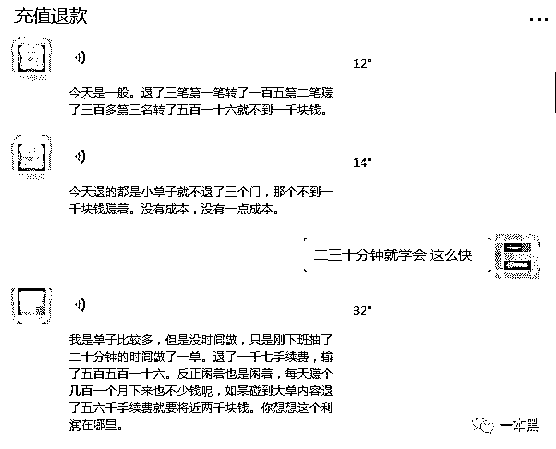 充值退款
12"
今天是一般。退了三笔第一笔转了一百五第二笔赚
了三百多第三名转了五百一十六就不到一千块钱。
14"
今天退的都是小单子就不退了三个门，那个不到一
千块钱赚着。没有成本，没有一点成本。
二三十分钟就学会 这么快
32"
我是单子比较多，但是没时间做，只是刚下班抽了
二十分钟的时间做了一单。退了一千七手续费，输
了五百五百一十六。反正闲着也是闲着，每天赚个
几百一个月下来也不少钱呢，如果碰到大单内容退
了五六千手续费就要将近两千块钱。你想想这个利
润在哪里。
一本黑